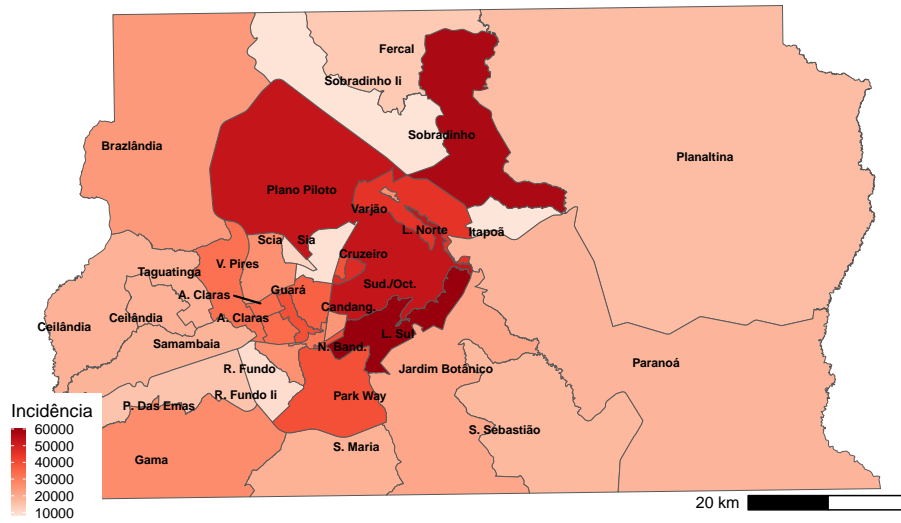 Fercal
Sobradinho Ii
Sobradinho
Brazlândia
Planaltina
Plano Piloto
Varjão
L. Norte
Itapoã
Scia
Sia
Cruzeiro
V. Pires
Taguatinga
Guará
Sud./Oct.
A. Claras
Candang.
Ceilândia
Ceilândia
A. Claras
L. Sul
Samambaia
N. Band.
R. Fundo
Jardim Botânico
Paranoá
R. Fundo Ii
Park Way
P. Das Emas
S. Sebastião
S. Maria
Gama
Incidência
60000
50000
40000
30000
20000
10000
20 km